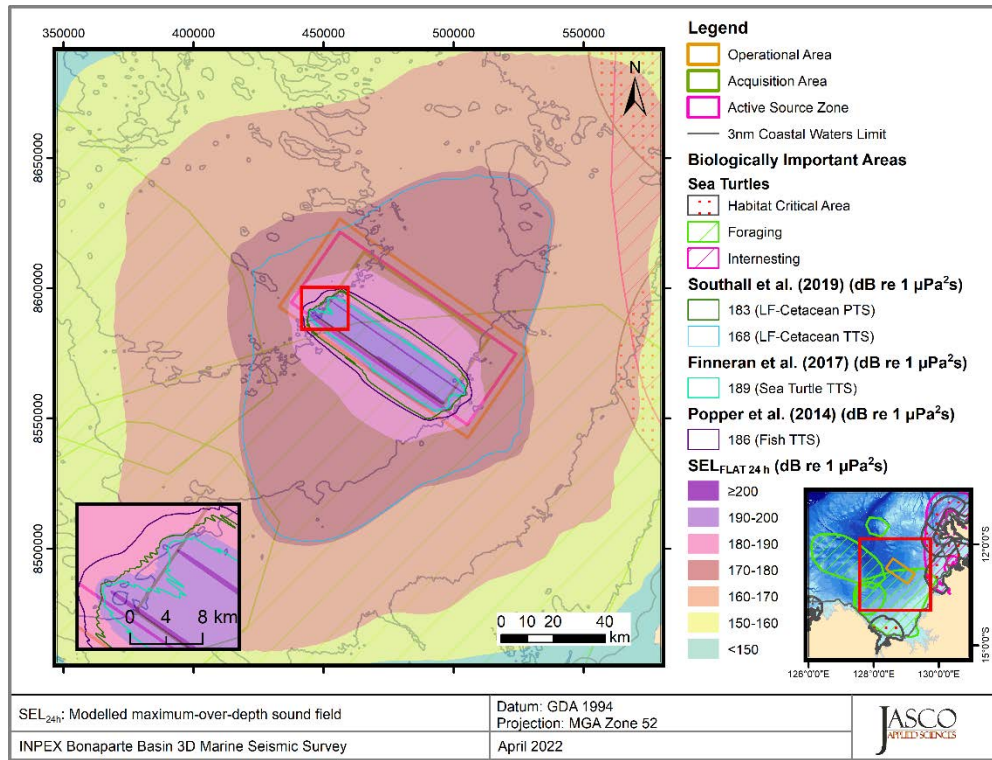 350000 400000 450000 500000 550000
8650000
8600000
8550000
8500000
N
0 4 8 km
0 10 20 40
km
Legend
Operational Area
Acquisition Area
Active Source Zone
3nm Coastal Waters Limit
Biologically Important Areas
Sea Turtles
Habitat Critical Area
Foraging
Internesting
Southall et al. (2019) (dB re 1 µPa²s)
183 (LF-Cetacean PTS)
168 (LF-Cetacean TTS)
Finneran et al. (2017) (dB re 1 µPa²s)
189 (Sea Turtle TTS)
Popper et al. (2014) (dB re 1 µPa²s)
186 (Fish TTS)
SEL FLAT 24 h (dB re 1 µPa²s)
≥200
190-200
180-190
170-180
160-170
150-160
<150
12°0'0"S
15°0'0"S
126°0'0"E 128°0'0"E 130°0'0"E
SEL24h: Modelled maximum-over-depth sound field
Datum: GDA 1994
Projection: MGA Zone 52
INPEX Bonaparte Basin 3D Marine Seismic Survey
April 2022
JASCO
APPLIED SCIENCES